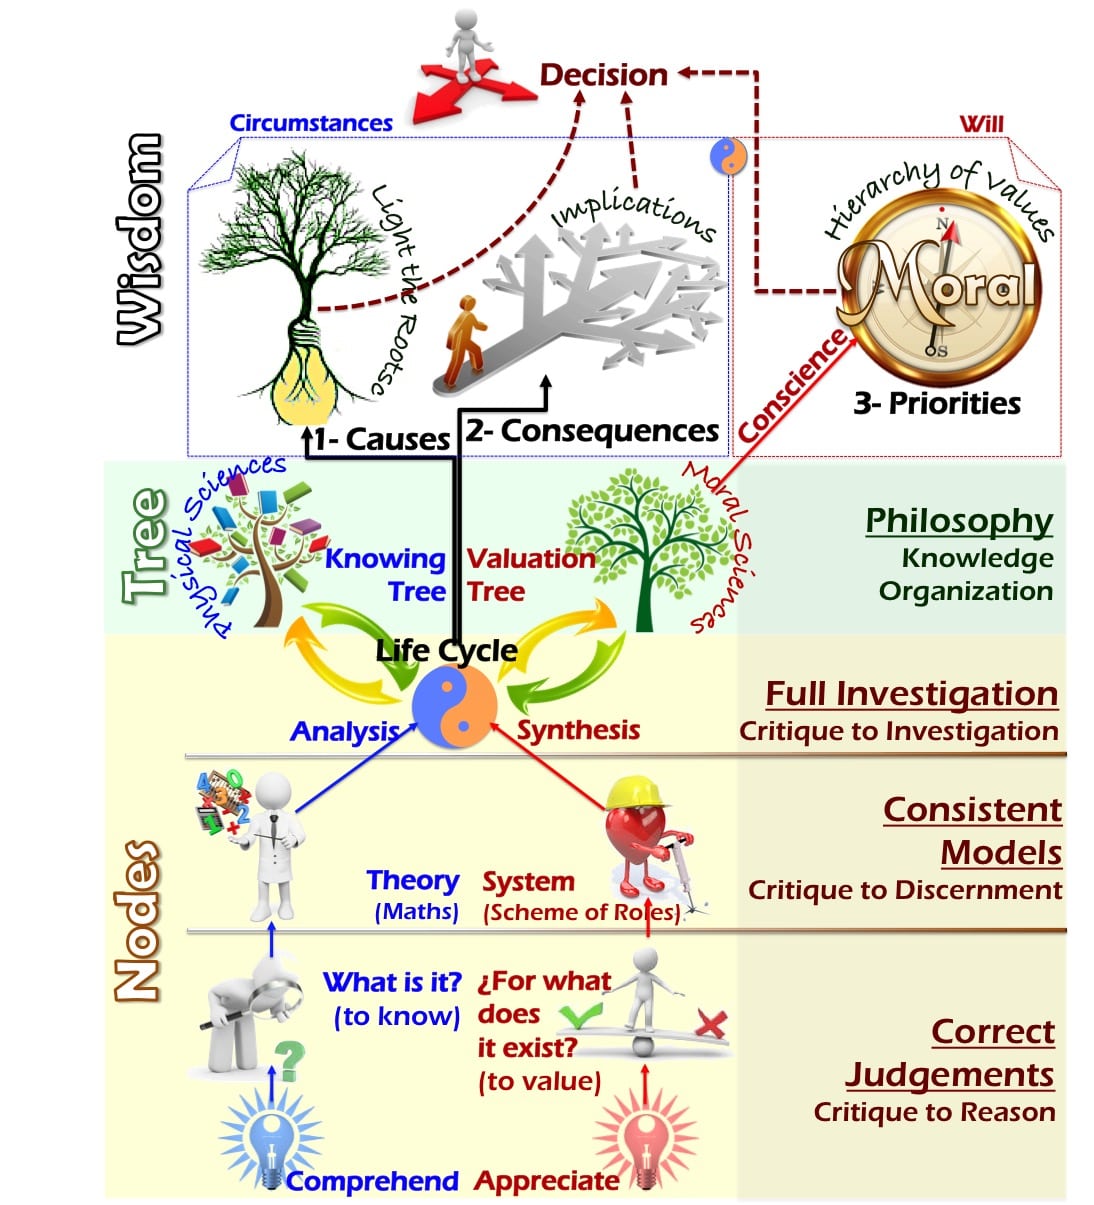 Decision
Circumstances
Will
Wisdom
Light the Rootsc
Implications
Hierarchy of Values
N
Moral
S
Conscience
3- Priorities
1- Causes
2- Consequences
Tree
Physical Sciences
Knowing
Tree
Valuation
Tree
Moral Sciences
Philosophy
Knowledge
Organization
Life Cycle
Analysis
Synthesis
Full Investigation
Critique to Investigation
Nodes
Theory
(Maths)
System
(Scheme of Roles)
Consistent
Models
Critique to Discernment
What is it?
(to know)
¿For what
does
it exist?
(to value)
?
Correct
Judgements
Critique to Reason
Comprehend
Appreciate